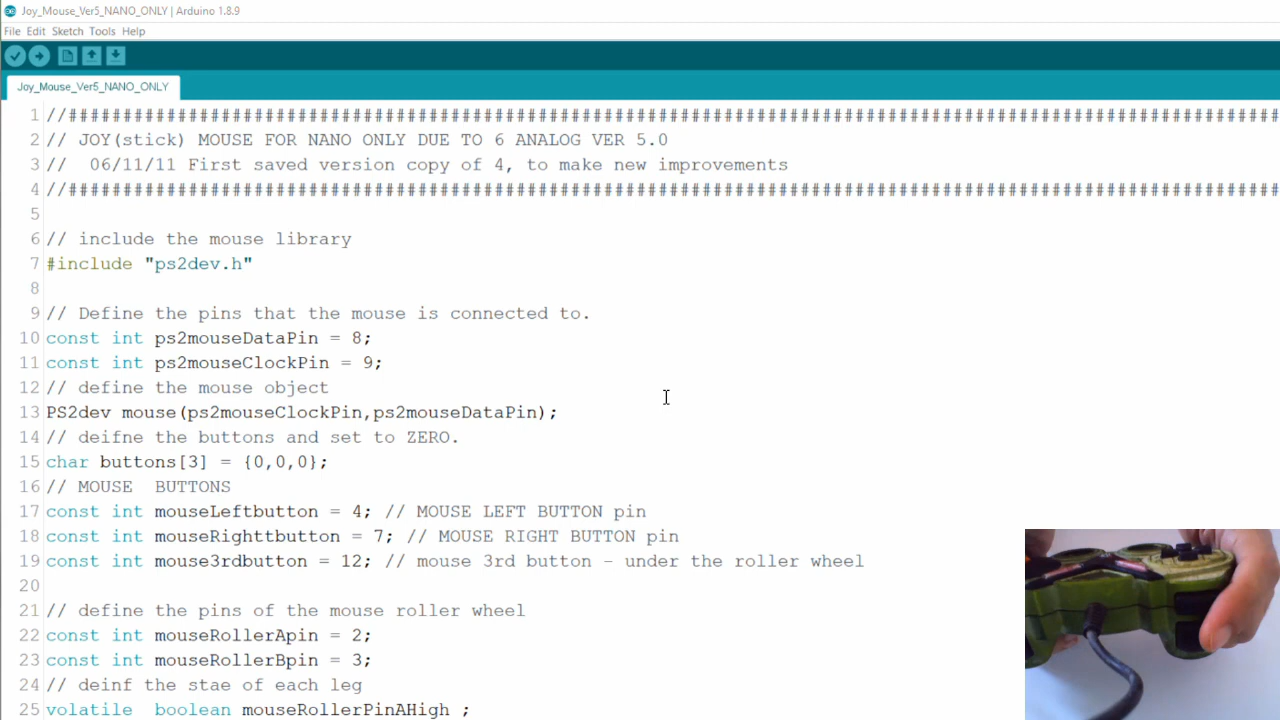 Joy_Mouse_Ver5_NANO_ONLY | Arduino 1.8.9
File Edit Sketch Tools Help
Joy_Mouse_Ver5_NANO_ONLY
1 //##################################################################################################################
2 // JOY(stick) MOUSE FOR NANO ONLY DUE TO 6 ANALOG VER 5.0
3 //  06/11/11 First saved version copy of 4, to make new improvements
4 //##################################################################################################################
5
6 // include the mouse library
7 #include "ps2dev.h"
8
9 // Define the pins that the mouse is connected to.
10 const int ps2mouseDataPin = 8;
11 const int ps2mouseClockPin = 9;
12 // define the mouse object
13 PS2dev mouse(ps2mouseClockPin,ps2mouseDataPin);
14 // deifne the buttons and set to ZERO.
15 char buttons[3] = {0,0,0};
16 // MOUSE  BUTTONS
17 const int mouseLeftbutton = 4; // MOUSE LEFT BUTTON pin
18 const int mouseRighttbutton = 7; // MOUSE RIGHT BUTTON pin
19 const int mouse3rdbutton = 12; // mouse 3rd button - under the roller wheel
20
21 // define the pins of the mouse roller wheel
22 const int mouseRollerApin = 2;
23 const int mouseRollerBpin = 3;
24 // deinf the stae of each leg
25 volatile  boolean mouseRollerPinAHigh ;